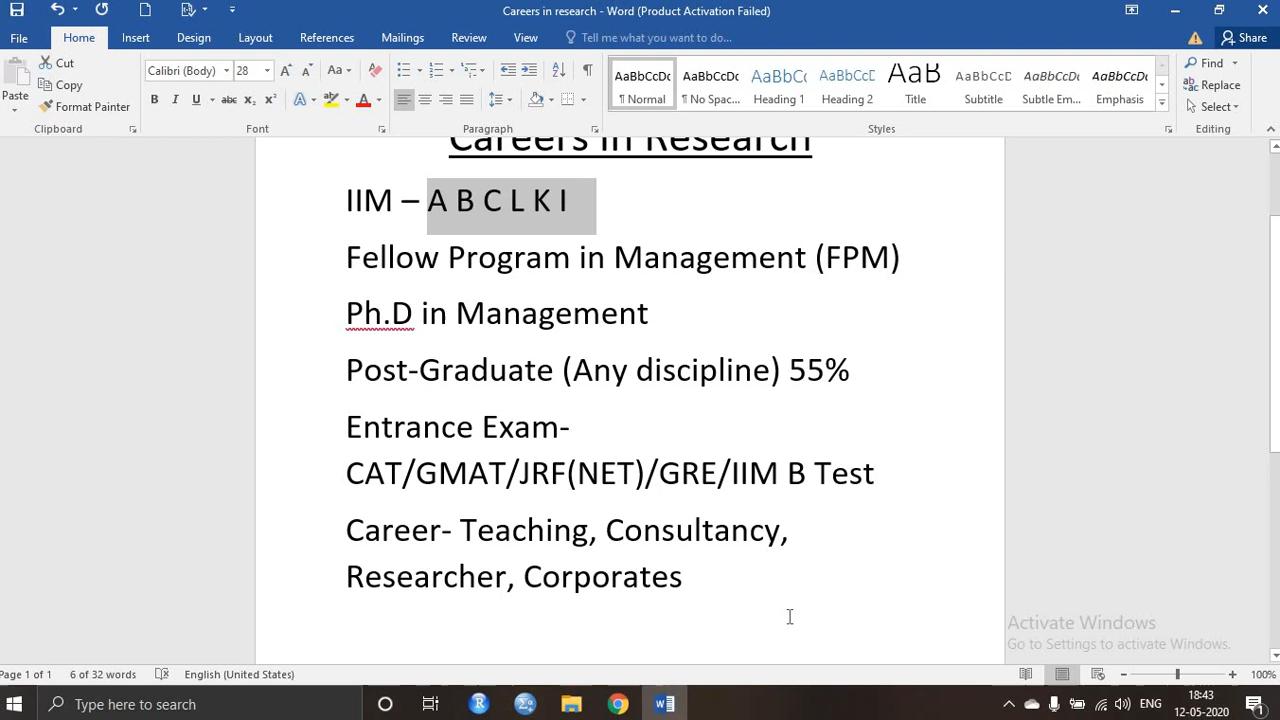 Careers in research - Word (Product Activation Failed)
File Home Insert Design Layout References Mailings Review View Tell me what you want to do... Share
Cut Calibri (Body) 28 Aa AaBbCcDc AaBbCcDc AaBbCc AaBbCcD AaB AaBbCcD AaBbCcDc AaBbCcDc Find
Copy Replace
Paste Format Painter B I U abc X₂ X² A ab A ¶ Normal ¶ No Spac... Heading 1 Heading 2 Title Subtitle Subtle Em... Emphasis Select
Clipboard Font Paragraph Styles Editing
Careers in Research
IIM – A B C L K I
Fellow Program in Management (FPM)
Ph.D in Management
Post-Graduate (Any discipline) 55%
Entrance Exam-
CAT/GMAT/JRF(NET)/GRE/IIM B Test
Career- Teaching, Consultancy,
Researcher, Corporates
Activate Windows
Go to Settings to activate Windows.
Page 1 of 1 6 of 32 words English (United States) 100%
Type here to search ENG 18:43
12-05-2020